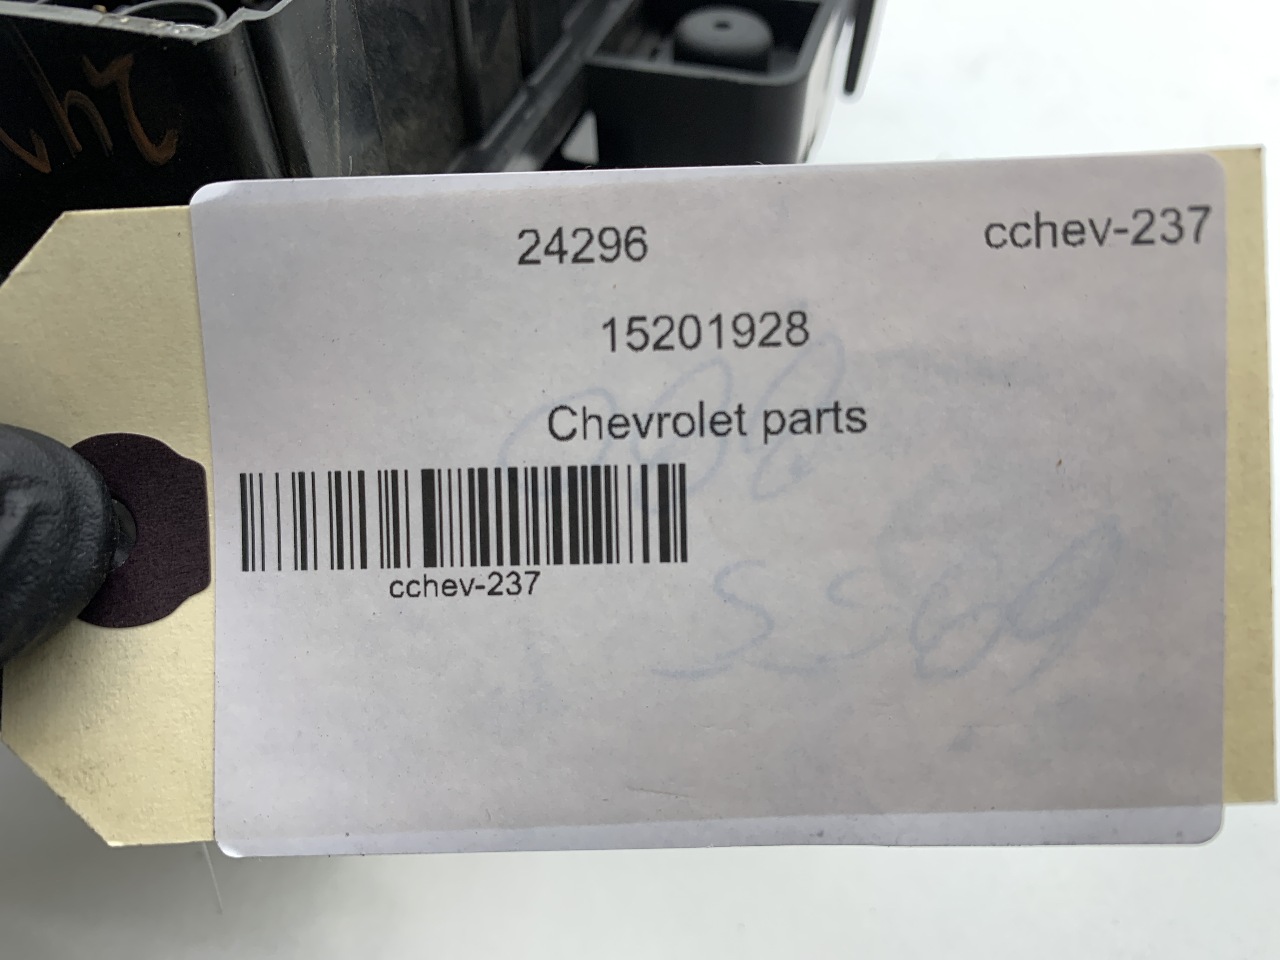 24296 cchev-237
15201928
Chevrolet parts
cchev-237